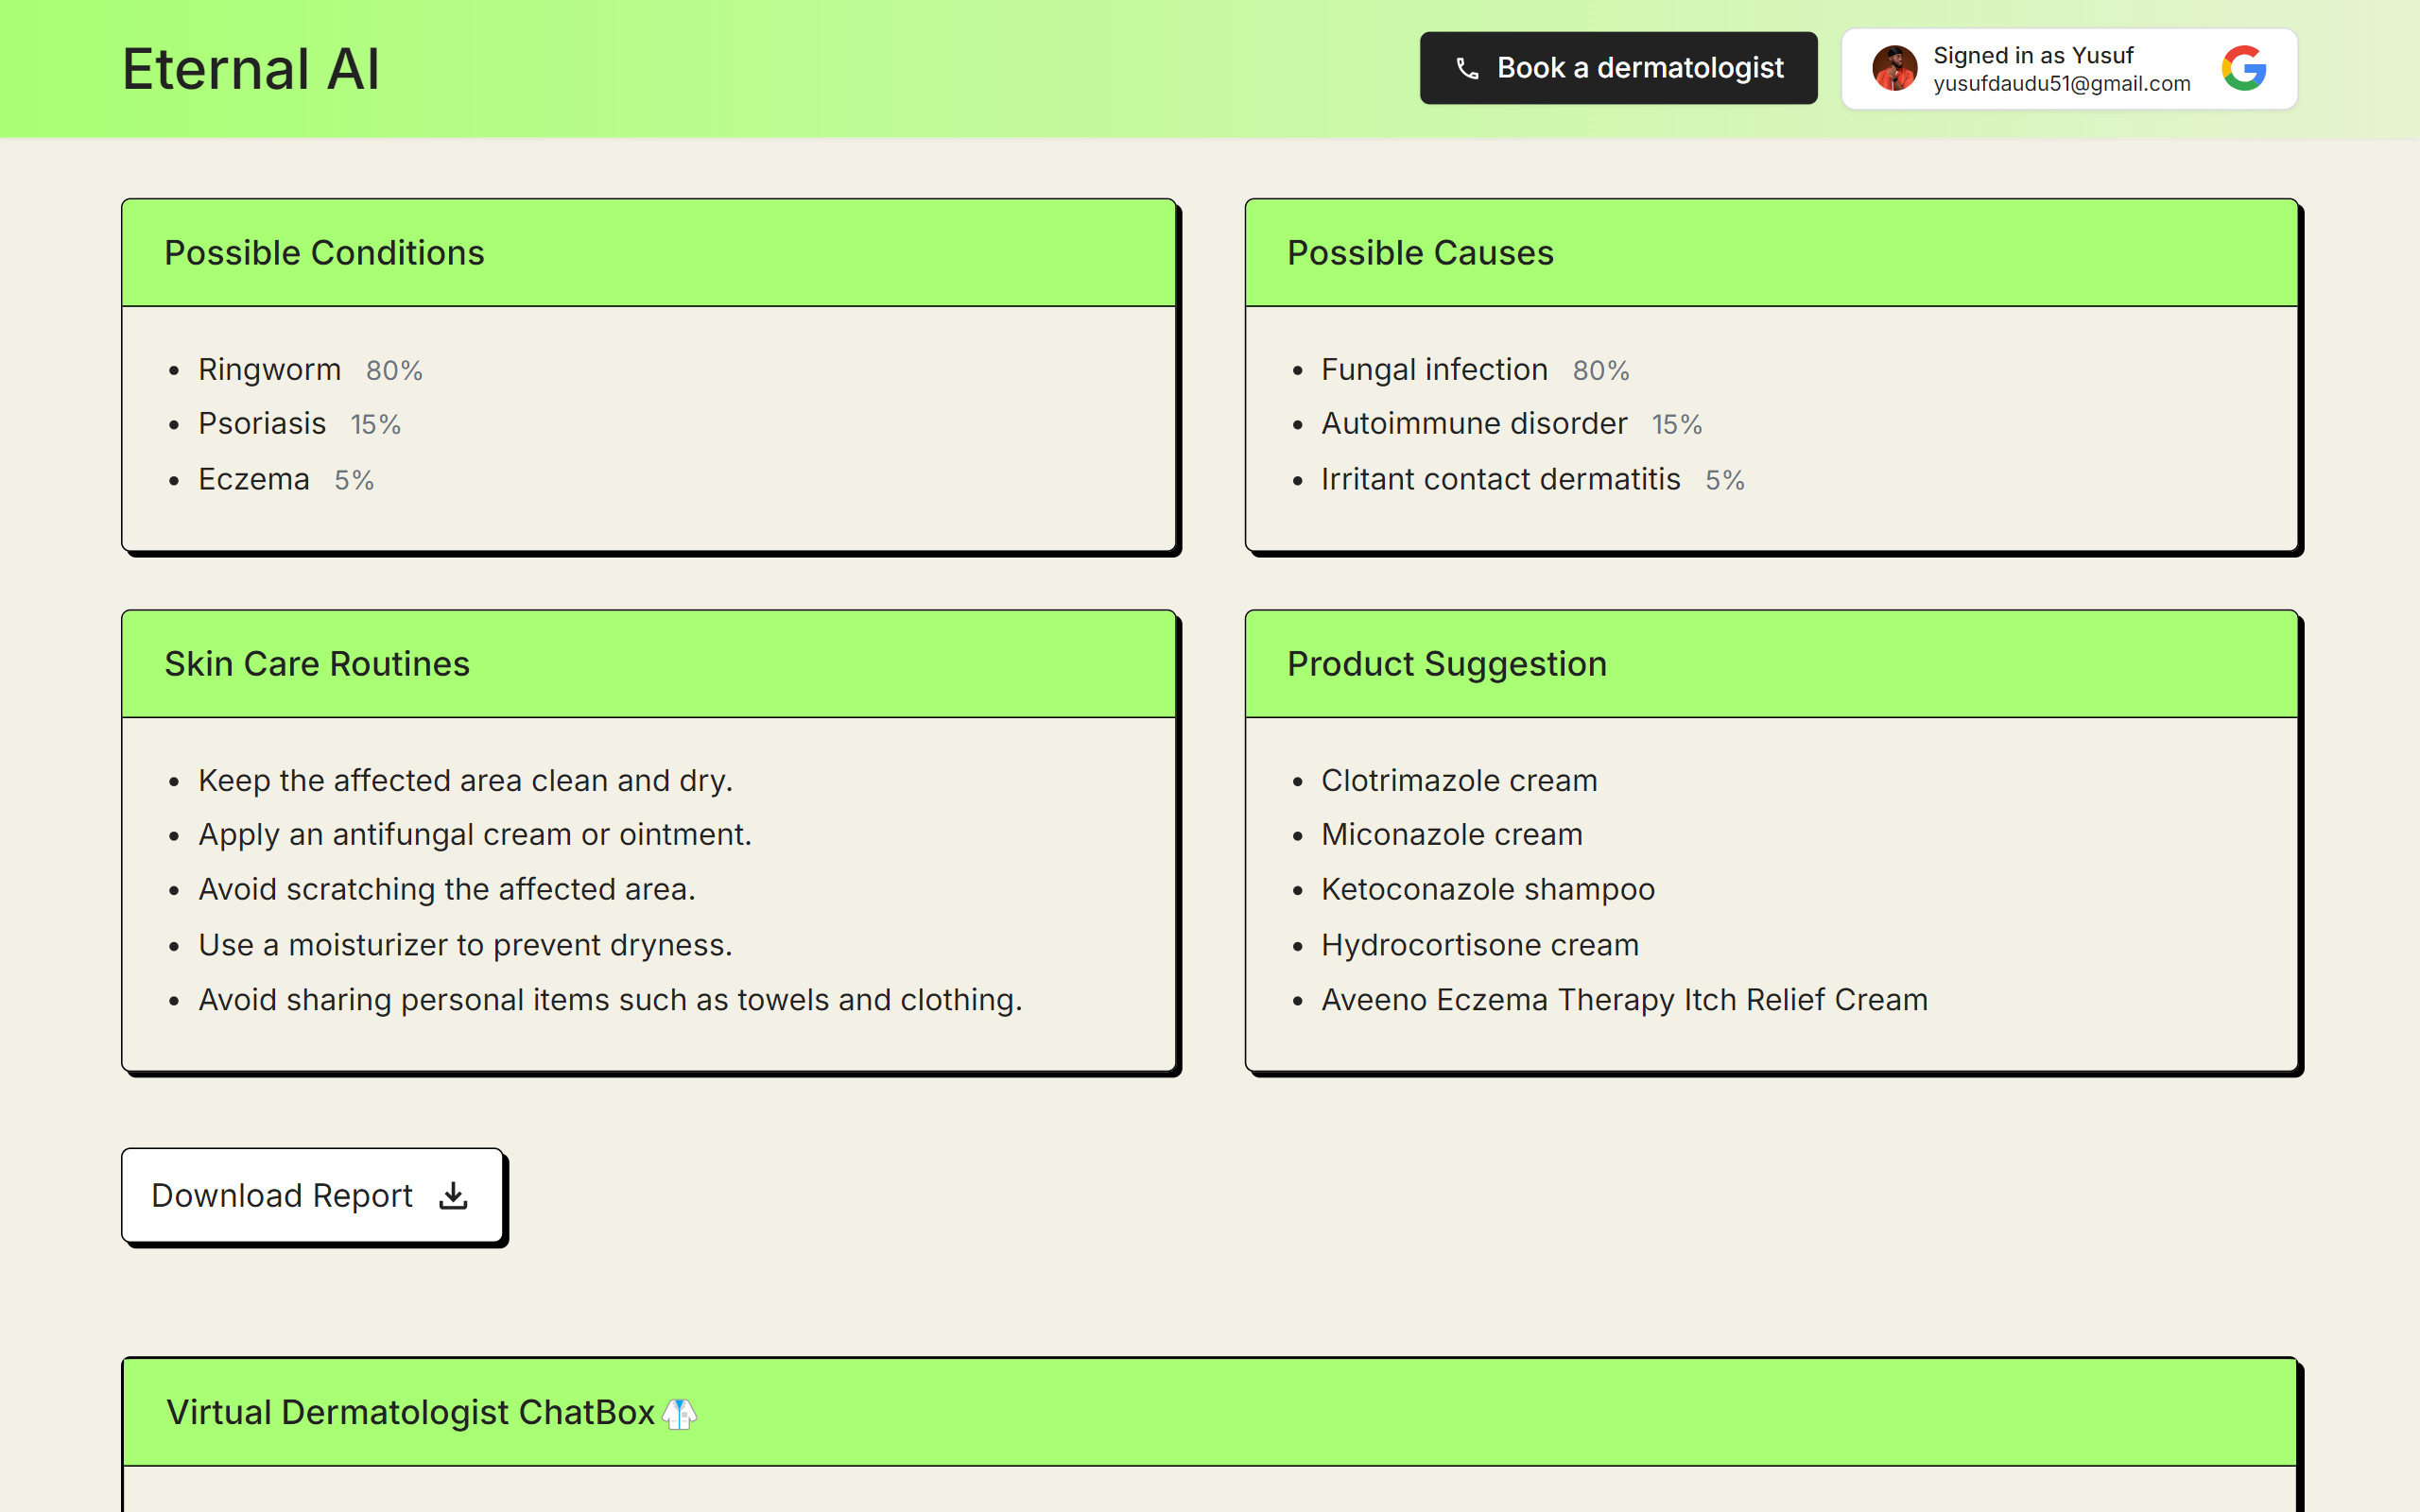 Eternal AI
Book a dermatologist
Signed in as Yusuf
yusufdaudu51@gmail.com
Possible Conditions
• Ringworm 80%
• Psoriasis 15%
• Eczema 5%
Possible Causes
• Fungal infection 80%
• Autoimmune disorder 15%
• Irritant contact dermatitis 5%
Skin Care Routines
• Keep the affected area clean and dry.
• Apply an antifungal cream or ointment.
• Avoid scratching the affected area.
• Use a moisturizer to prevent dryness.
• Avoid sharing personal items such as towels and clothing.
Product Suggestion
• Clotrimazole cream
• Miconazole cream
• Ketoconazole shampoo
• Hydrocortisone cream
• Aveeno Eczema Therapy Itch Relief Cream
Download Report
Virtual Dermatologist ChatBox🥼